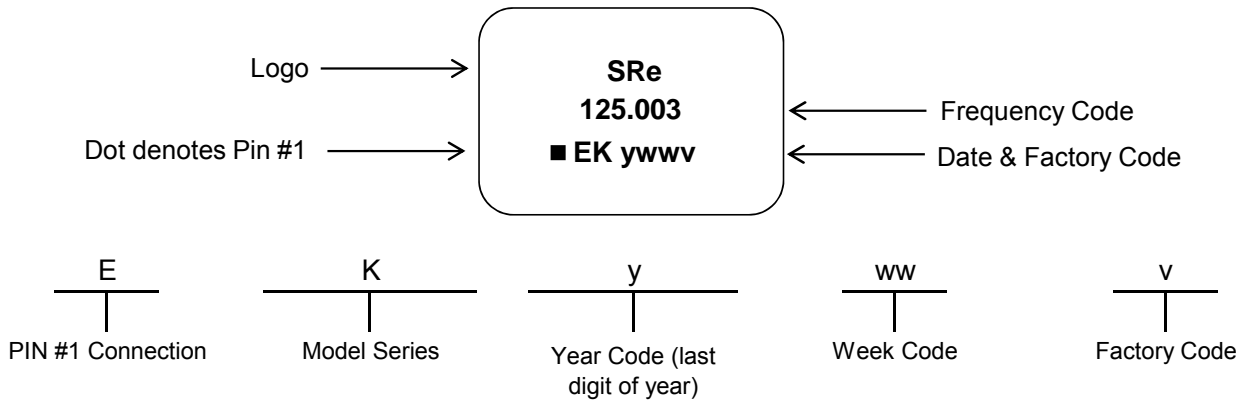 Logo
SRe
125.003
Frequency Code
Dot denotes Pin #1
■ EK ywwv
Date & Factory Code
E
K
y
ww
v
PIN #1 Connection
Model Series
Year Code (last
digit of year)
Week Code
Factory Code